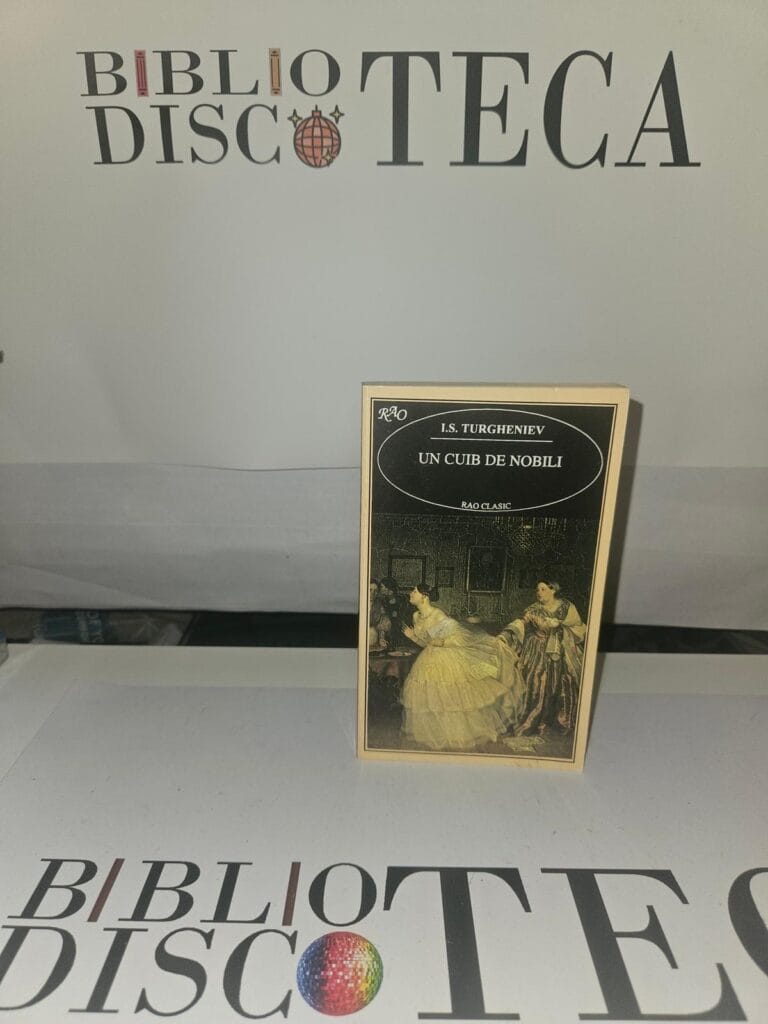 BIBLIO
DISCOTECA
RAO
I.S. TURGHENIEV
UN CUIB DE NOBILI
RAO CLASIC
BIBLIO
DISCOTEC